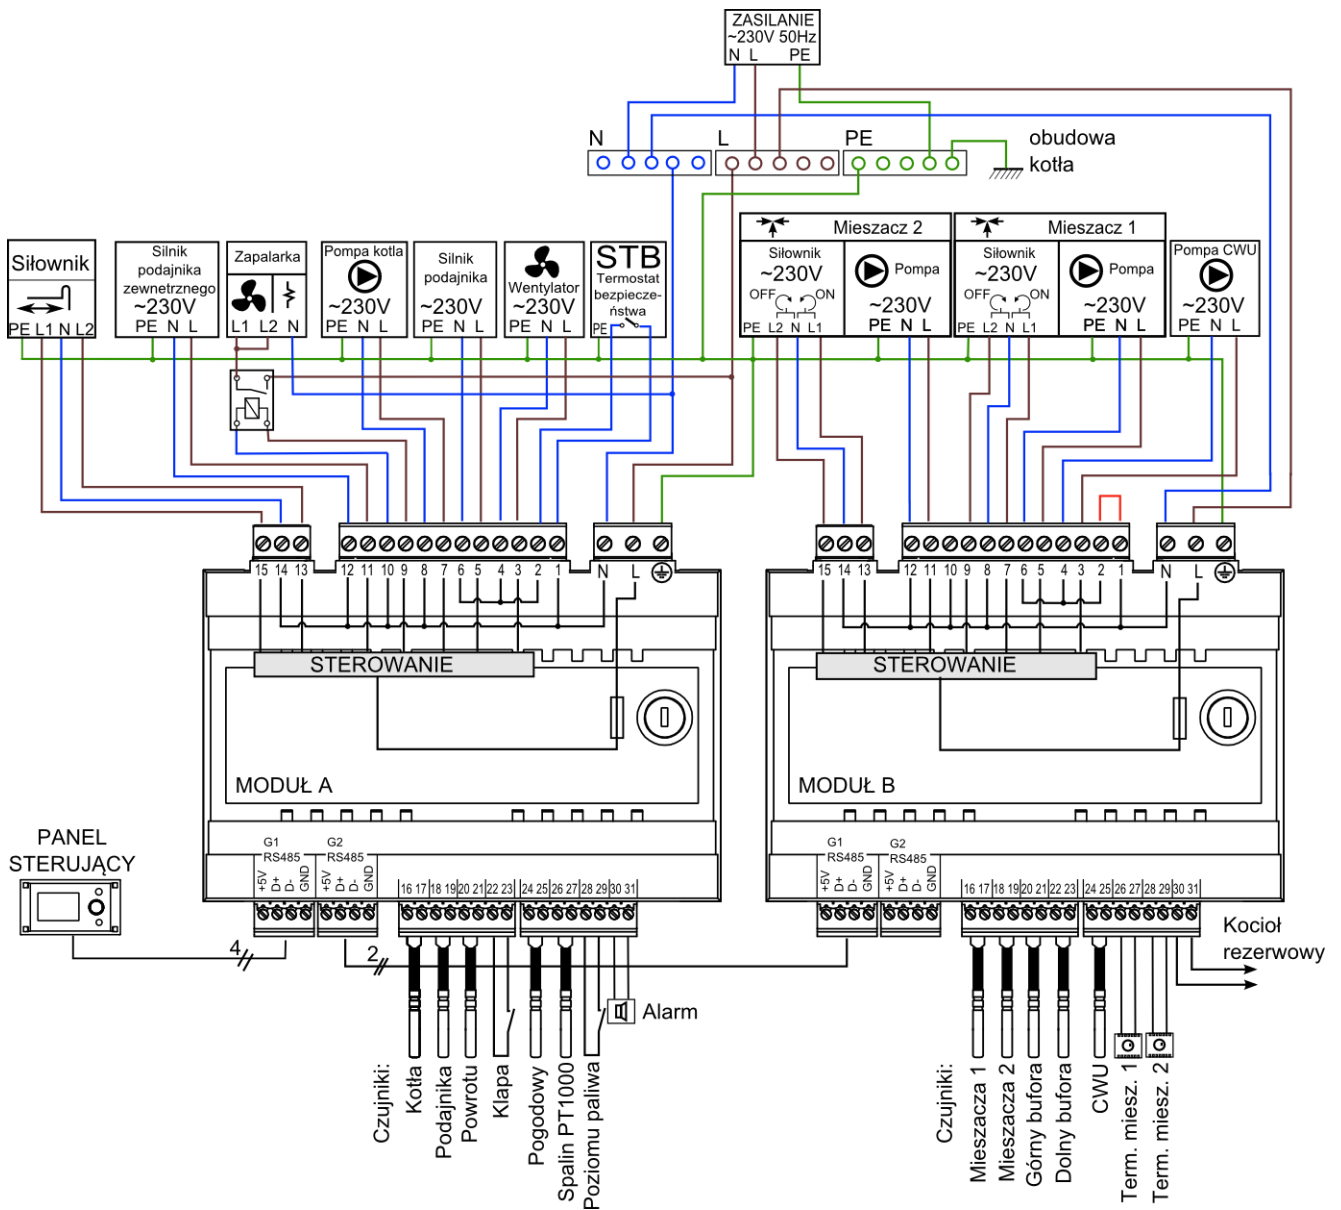 ZASILANIE
~230V 50Hz
N L PE
N L PE
obudowa
kotła
Siłownik
PE L1 N L2
Silnik
podajnika
zewnetrznego
~230V
PE N L
Zapalarka
L1 L2 N
Pompa kotla
~230V
PE N L
Silnik
podajnika
~230V
PE N L
Wentylator
~230V
PE N L
STB
Termostat
bezpiecze-
ństwa
PE
Mieszacz 2
Siłownik
~230V
OFF ON
PE L2 N L1
Pompa
~230V
PE N L
Mieszacz 1
Siłownik
~230V
OFF ON
PE L2 N L1
Pompa
~230V
PE N L
Pompa CWU
~230V
PE N L
15 14 13 12 11 10 9 8 7 6 5 4 3 2 1 N L
STEROWANIE
MODUŁ A
15 14 13 12 11 10 9 8 7 6 5 4 3 2 1 N L
STEROWANIE
MODUŁ B
PANEL
STERUJĄCY
G1
RS485
+5V D+ D- GND
G2
RS485
+5V D+ D- GND
16 17 18 19 20 21 22 23 24 25 26 27 28 29 30 31
G1
RS485
+5V D+ D- GND
G2
RS485
+5V D+ D- GND
16 17 18 19 20 21 22 23 24 25 26 27 28 29 30 31
4
2
Kocioł
rezerwowy
Alarm
Czujniki:
Kotła
Podajnika
Powrotu
Klapa
Pogodowy
Spalin PT1000
Poziomu paliwa
Czujniki:
Mieszacza 1
Mieszacza 2
Górny bufora
Dolny bufora
CWU
Term. miesz. 1
Term. miesz. 2